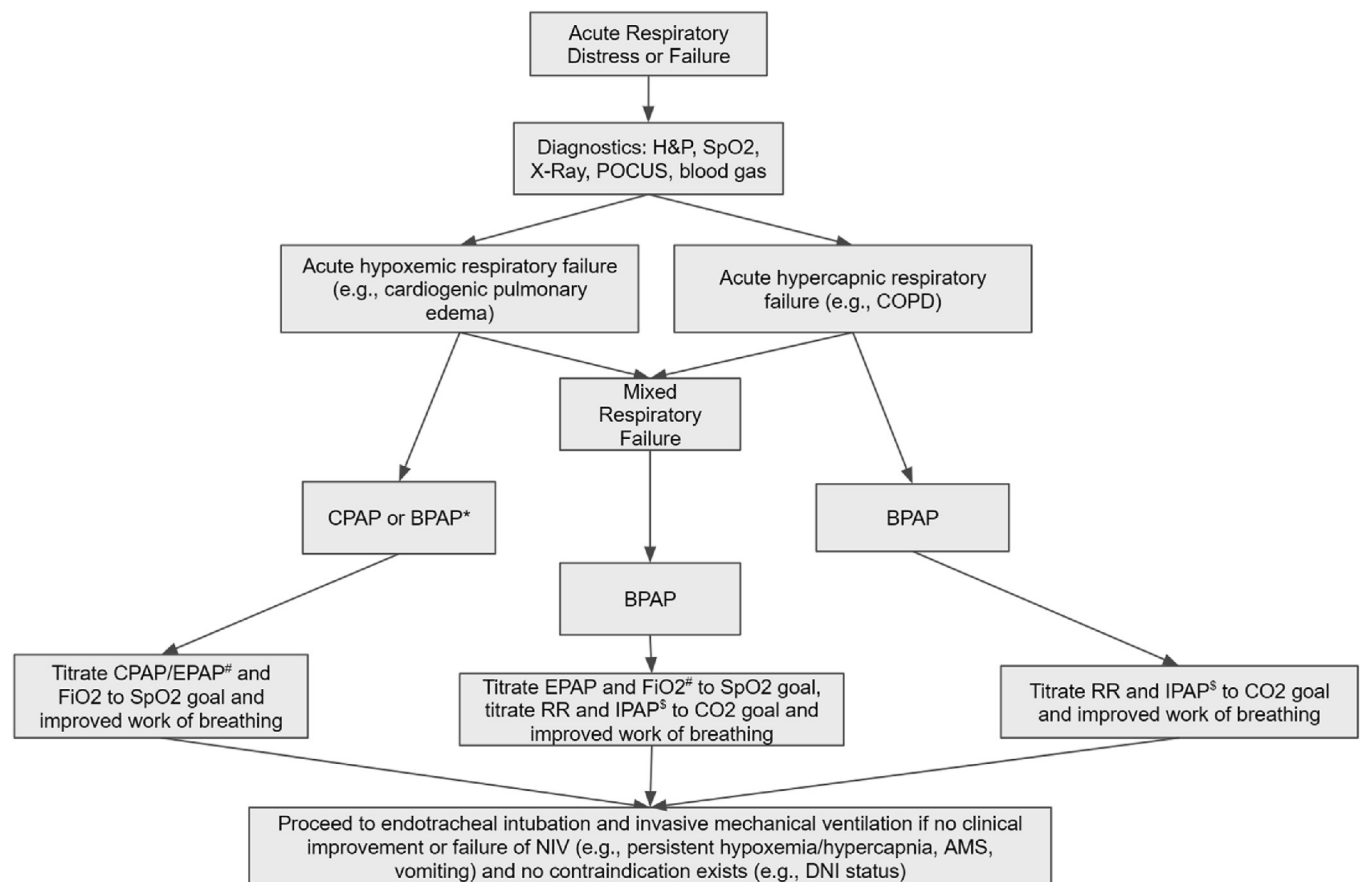 Acute Respiratory
Distress or Failure
Diagnostics: H&P, SpO2,
X-Ray, POCUS, blood gas
Acute hypoxemic respiratory failure
(e.g., cardiogenic pulmonary
edema)
Acute hypercapnic respiratory
failure (e.g., COPD)
Mixed
Respiratory
Failure
CPAP or BPAP*
BPAP
BPAP
Titrate CPAP/EPAP# and
FiO2 to SpO2 goal and
improved work of breathing
Titrate EPAP and FiO2# to SpO2 goal,
titrate RR and IPAP$ to CO2 goal and
improved work of breathing
Titrate RR and IPAP$ to CO2 goal
and improved work of breathing
Proceed to endotracheal intubation and invasive mechanical ventilation if no clinical
improvement or failure of NIV (e.g., persistent hypoxemia/hypercapnia, AMS,
vomiting) and no contraindication exists (e.g., DNI status)